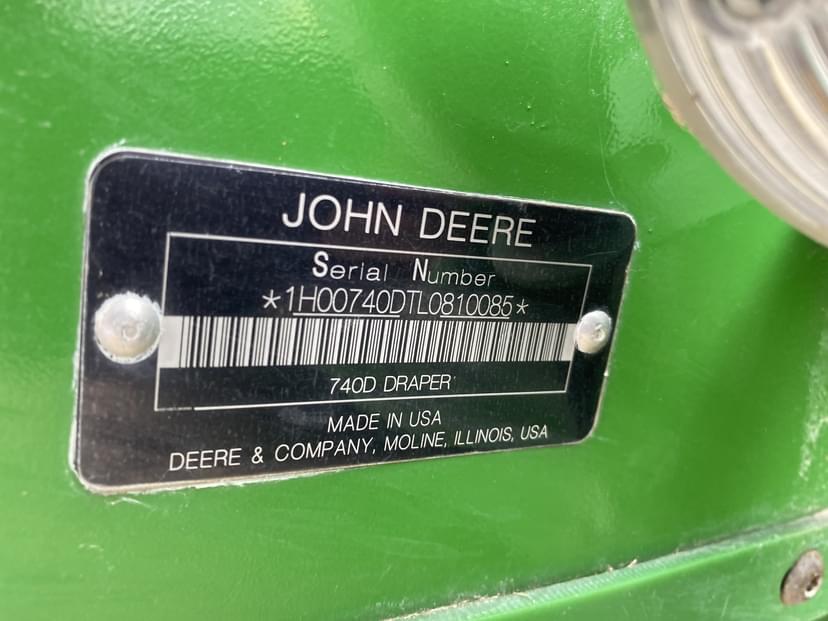 JOHN DEERE
Serial Number
*1H00740DTL0810085*
740D DRAPER
MADE IN USA
DEERE & COMPANY, MOLINE, ILLINOIS, USA